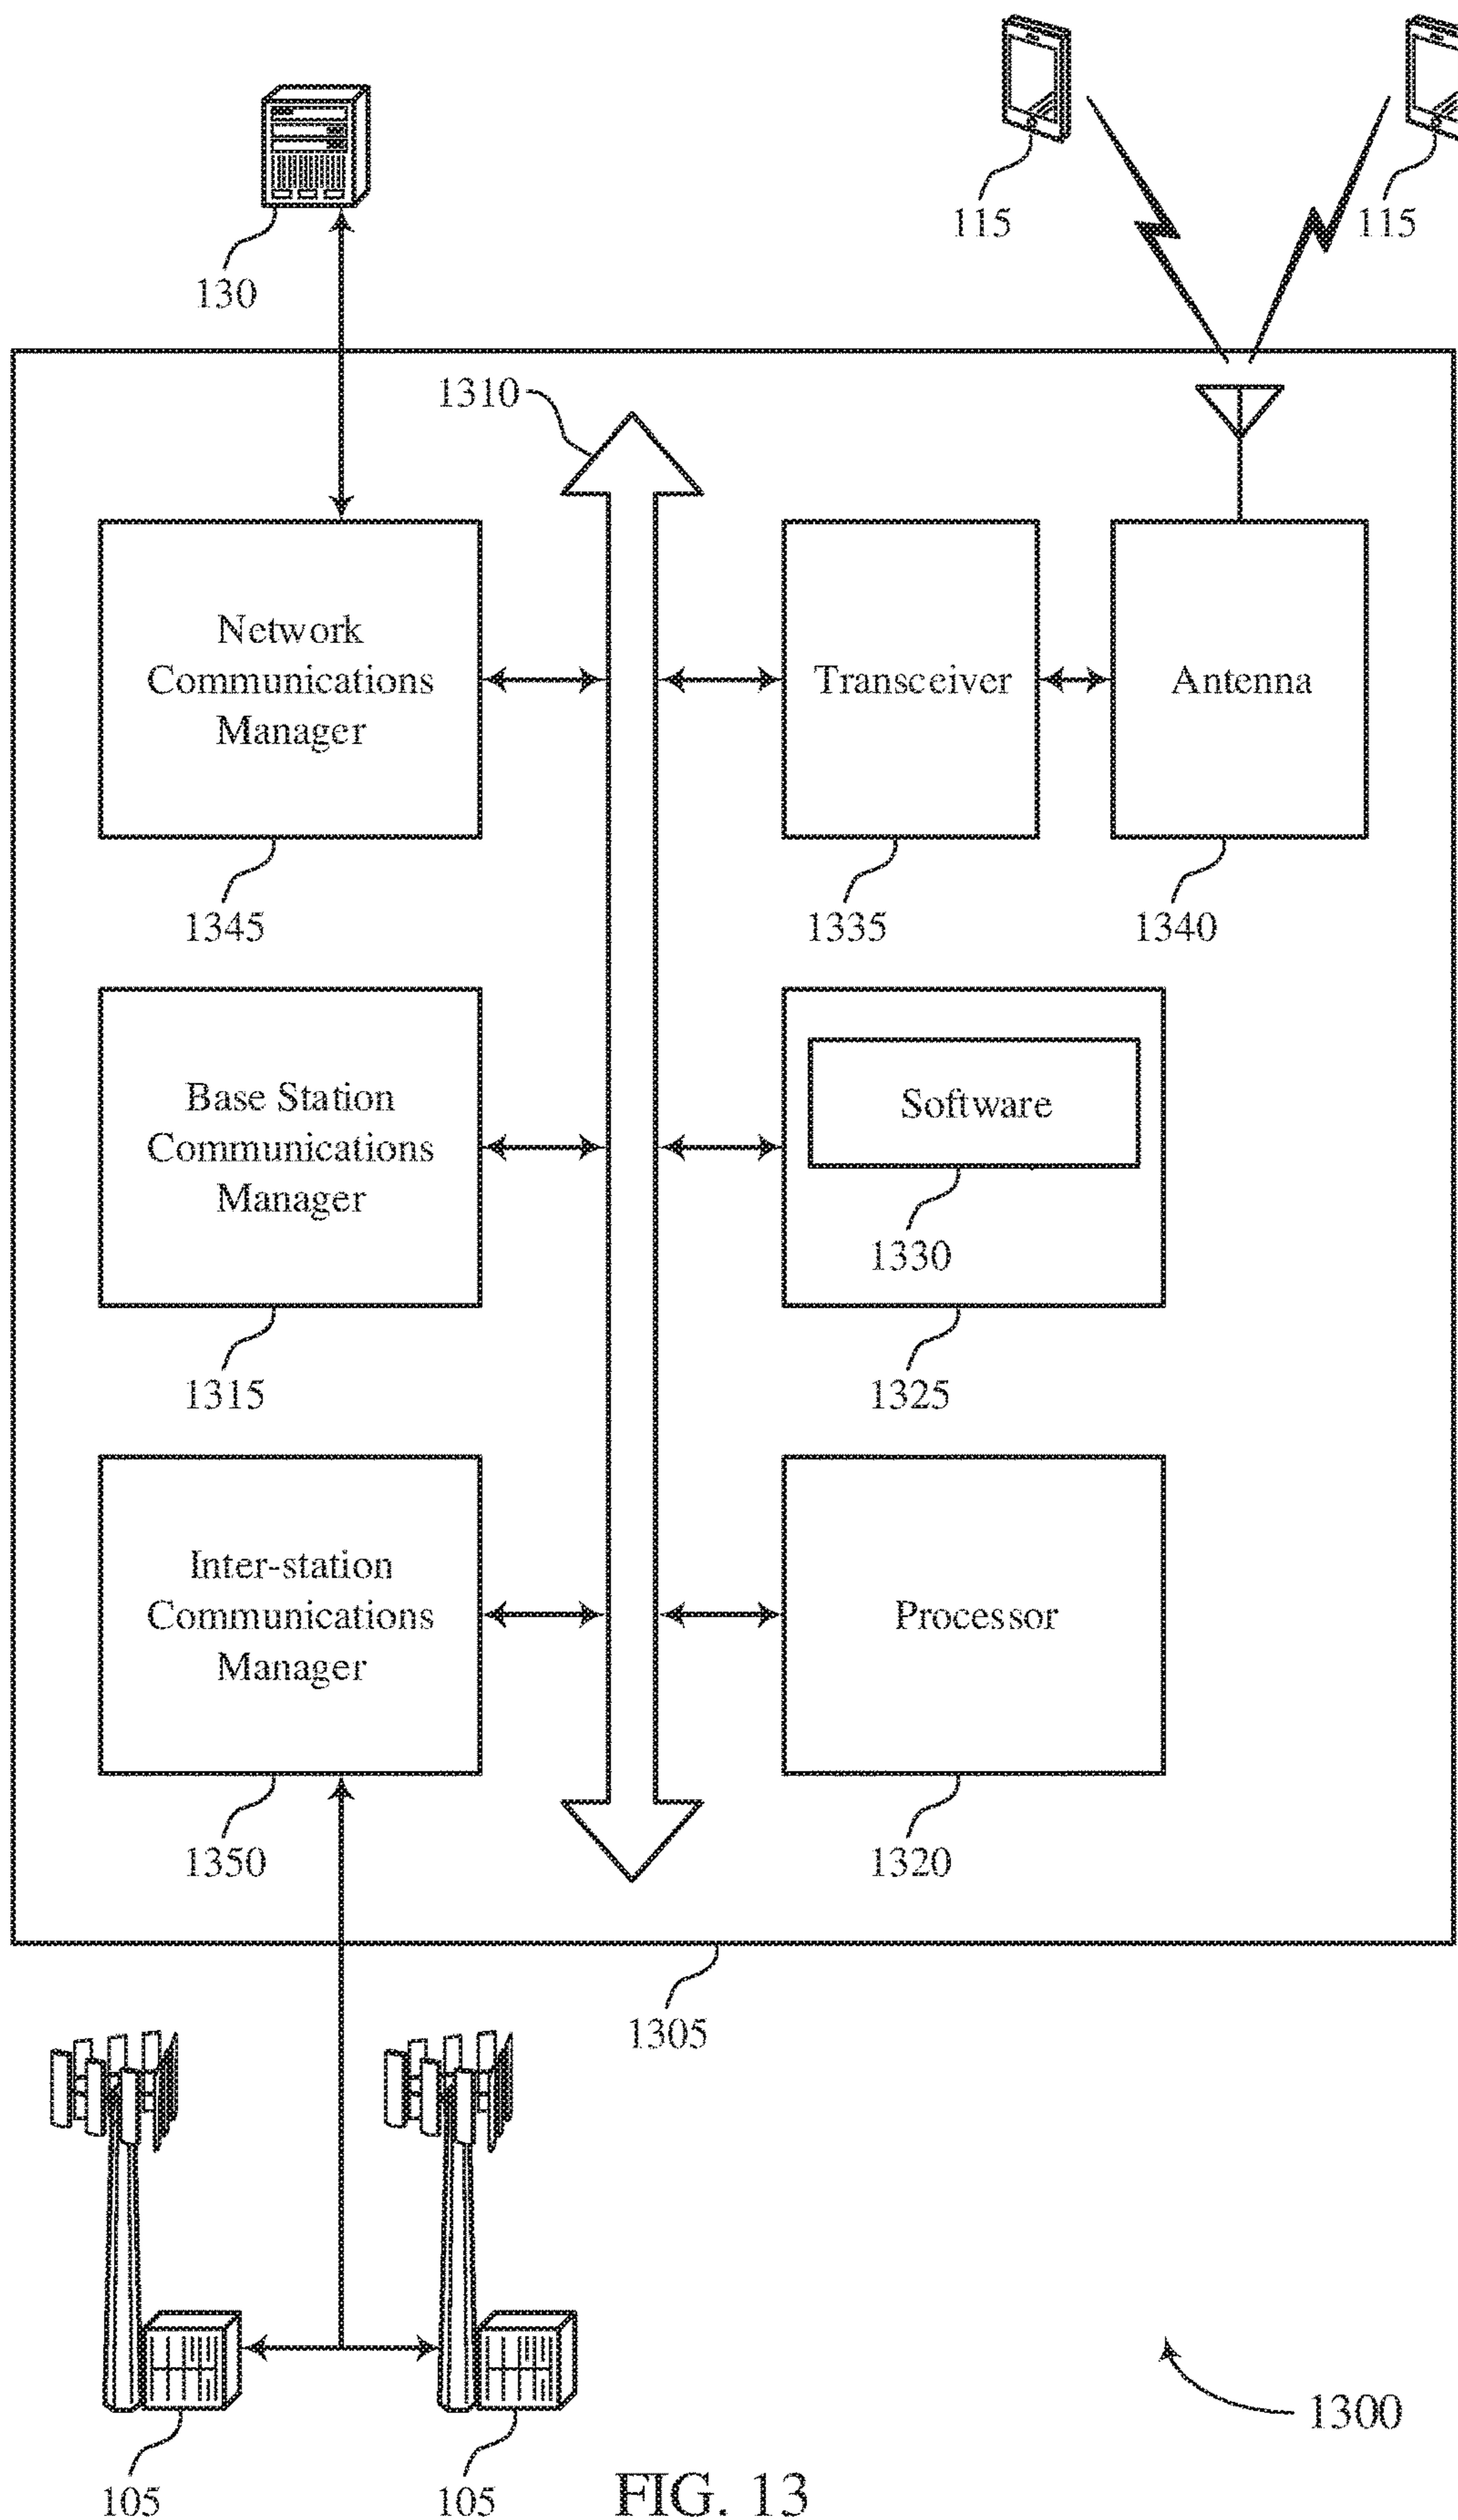 115
115
130
1310
Network
Communications
Manager
Transceiver
Antenna
1345
1335
1340
Base Station
Communications
Manager
Software
1330
1315
1325
Inter-station
Communications
Manager
Processor
1350
1320
1305
1300
105
105
FIG. 13